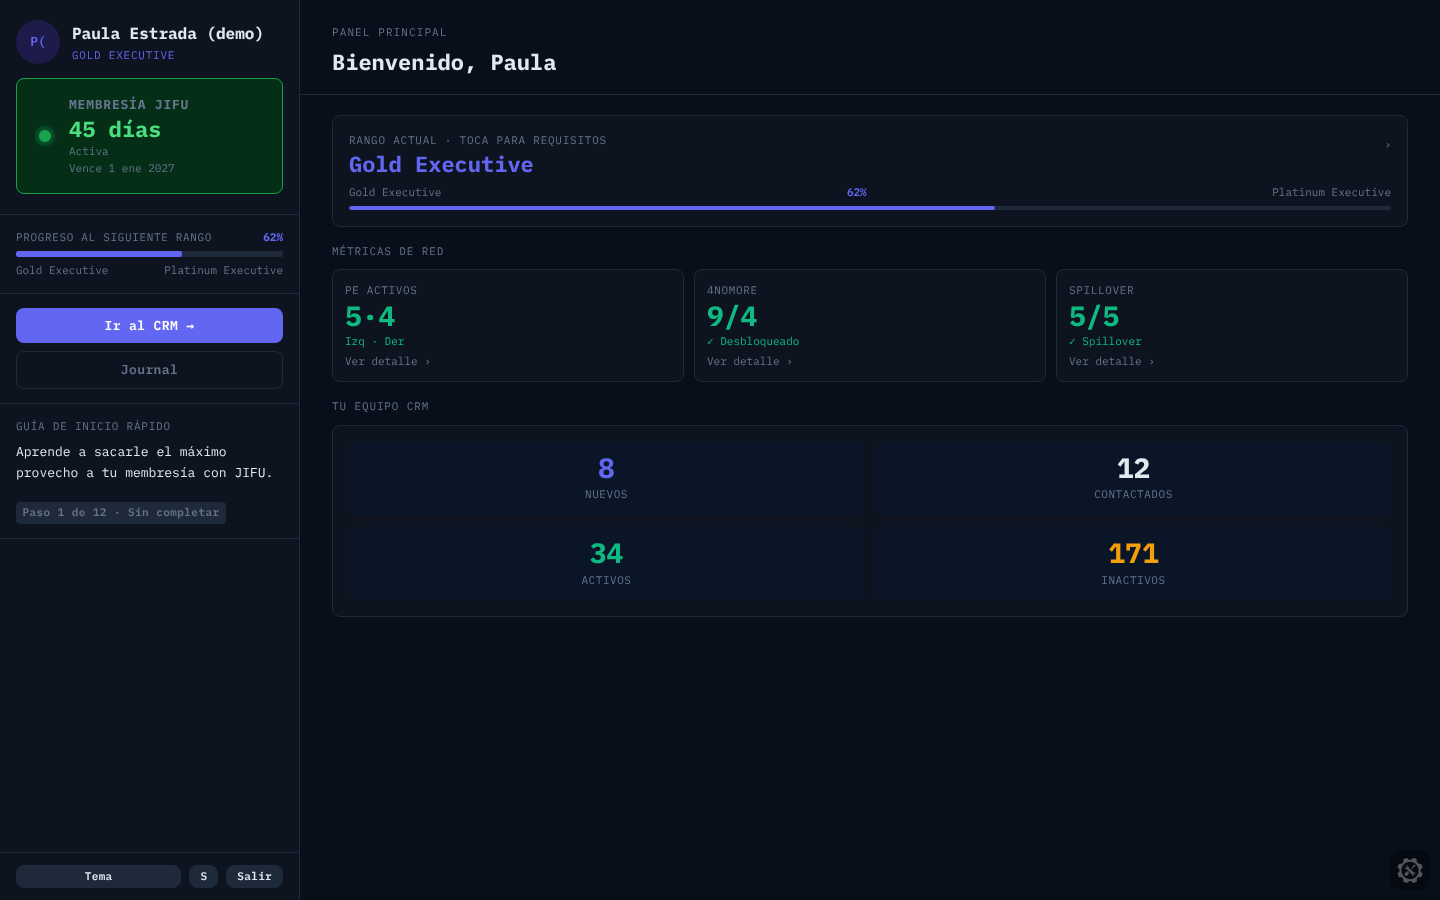 P(
Paula Estrada (demo)
GOLD EXECUTIVE
MEMBRESÍA JIFU
45 días
Activa
Vence 1 ene 2027
PROGRESO AL SIGUIENTE RANGO 62%
Gold Executive Platinum Executive
Ir al CRM →
Journal
GUÍA DE INICIO RÁPIDO
Aprende a sacarle el máximo
provecho a tu membresía con JIFU.
Paso 1 de 12 · Sin completar
Tema S Salir
PANEL PRINCIPAL
Bienvenido, Paula
RANGO ACTUAL · TOCA PARA REQUISITOS
›
Gold Executive
Gold Executive 62% Platinum Executive
MÉTRICAS DE RED
PE ACTIVOS
5·4
Izq · Der
Ver detalle ›
4NOMORE
9/4
✓ Desbloqueado
Ver detalle ›
SPILLOVER
5/5
✓ Spillover
Ver detalle ›
TU EQUIPO CRM
8
NUEVOS
12
CONTACTADOS
34
ACTIVOS
171
INACTIVOS